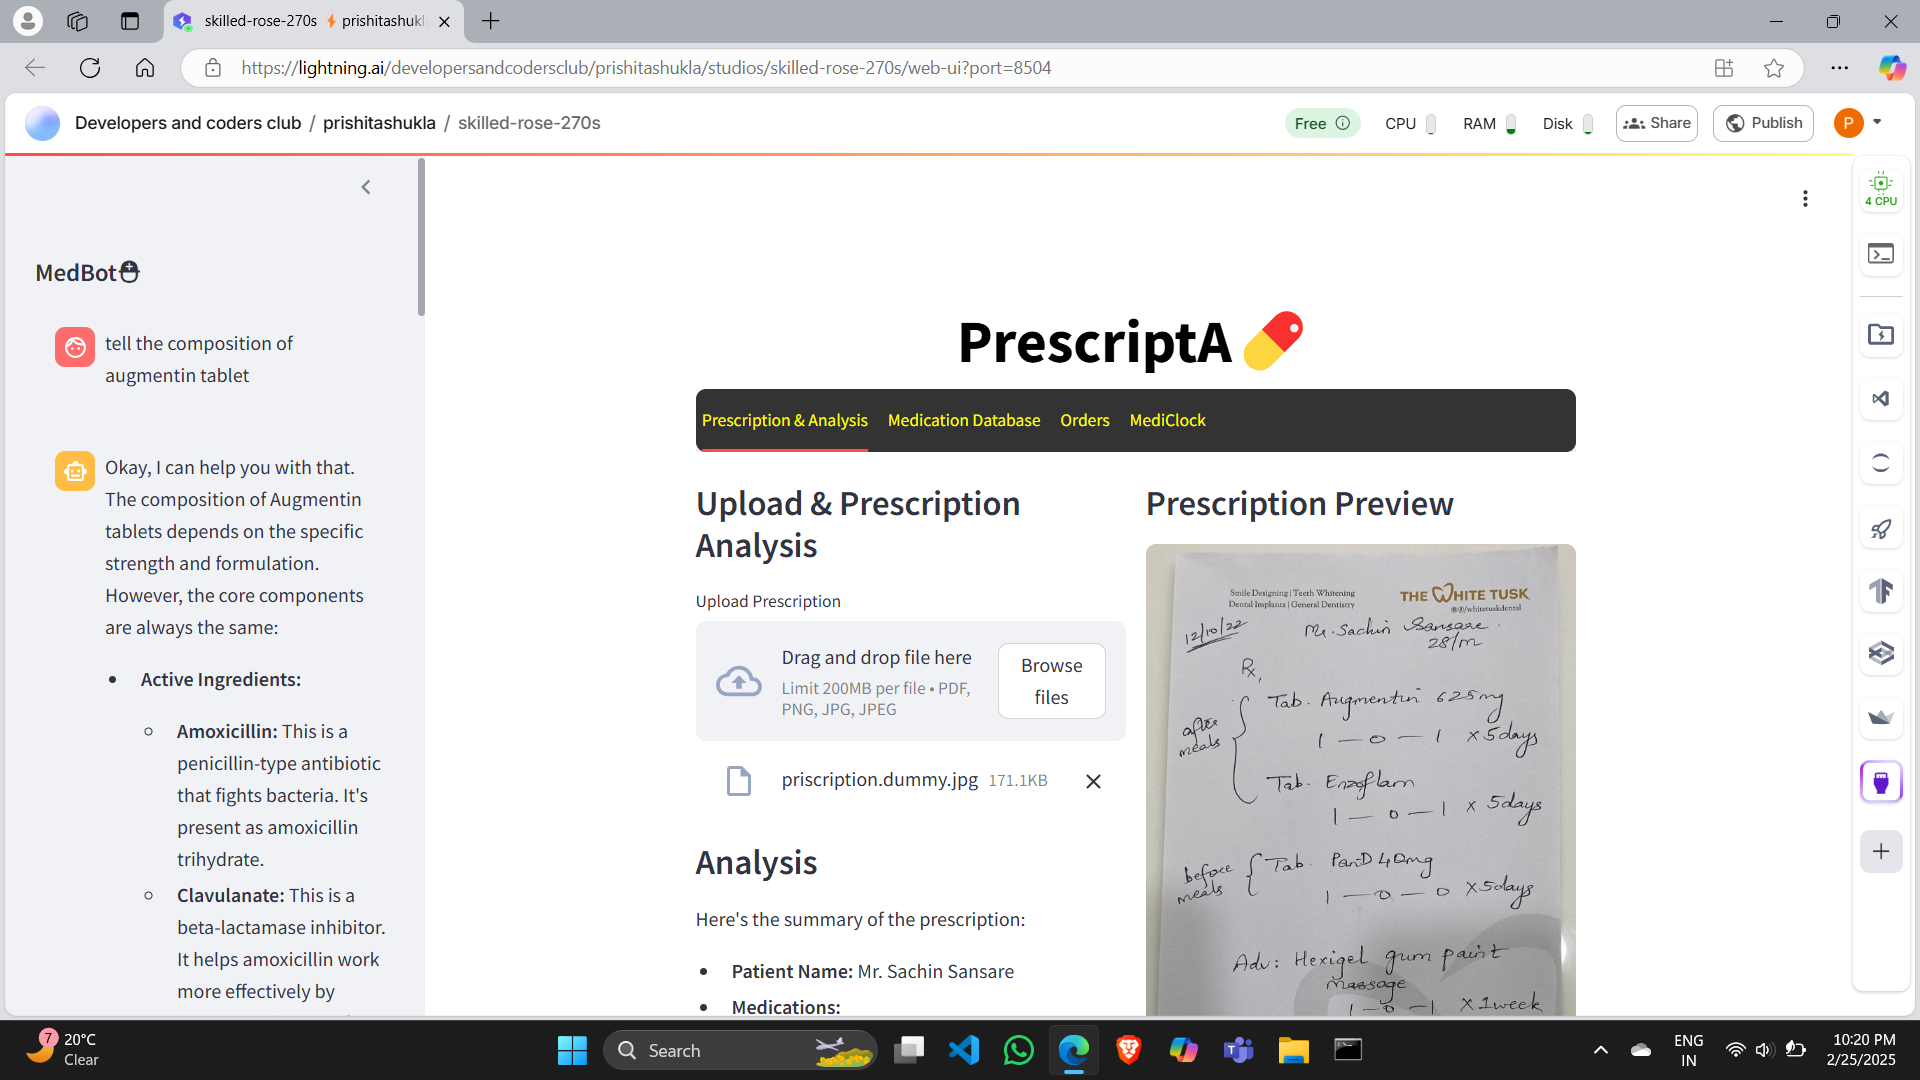 skilled-rose-270s ⚡ prishitashukl
https://lightning.ai/developersandcodersclub/prishitashukla/studios/skilled-rose-270s/web-ui?port=8504
Developers and coders club / prishitashukla / skilled-rose-270s
Free
CPU
RAM
Disk
Share
Publish
P
4 CPU
MedBot
tell the composition of
augmentin tablet
Okay, I can help you with that.
The composition of Augmentin
tablets depends on the specific
strength and formulation.
However, the core components
are always the same:
• Active Ingredients:
○ Amoxicillin: This is a
penicillin-type antibiotic
that fights bacteria. It's
present as amoxicillin
trihydrate.
○ Clavulanate: This is a
beta-lactamase inhibitor.
It helps amoxicillin work
more effectively by
PrescriptA
Prescription & Analysis
Medication Database
Orders
MediClock
Upload & Prescription
Analysis
Upload Prescription
Drag and drop file here
Limit 200MB per file • PDF,
PNG, JPG, JPEG
Browse
files
priscription.dummy.jpg 171.1KB
Analysis
Here's the summary of the prescription:
• Patient Name: Mr. Sachin Sansare
• Medications:
Prescription Preview
Smile Designing | Teeth Whitening
Dental Implants | General Dentistry
THE WHITE TUSK
/whitetuskdental
12/10/22
Mr. Sachin Sansare.
28/m
Rx,
after
meals
Tab. Augmentin 625mg
1 — 0 — 1 x 5days
Tab. Enzoflam
1 — 0 — 1 x 5days
before
meals
Tab. PanD 40mg
1 — 0 — 0 x 5days
Adv: Hexigel gum paint
massage
1 — 0 — 1 x 1week
7
20°C
Clear
Search
ENG
IN
10:20 PM
2/25/2025